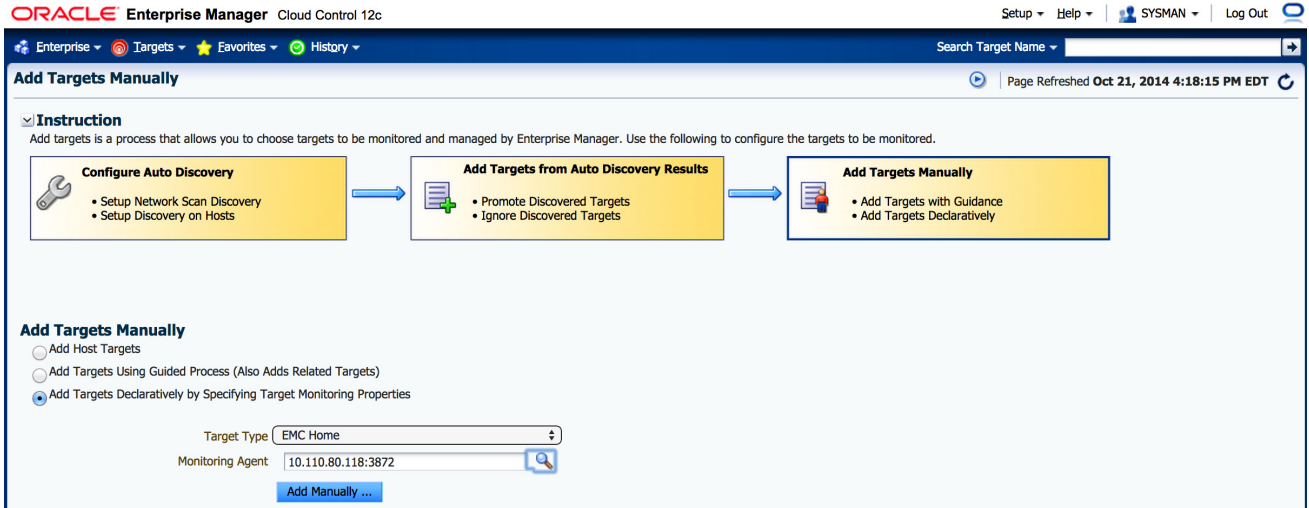 ORACLE Enterprise Manager Cloud Control 12c
Setup Help SYSMAN Log Out
Enterprise Targets Favorites History Search Target Name
Add Targets Manually
Page Refreshed Oct 21, 2014 4:18:15 PM EDT
Instruction
Add targets is a process that allows you to choose targets to be monitored and managed by Enterprise Manager. Use the following to configure the targets to be monitored.
Configure Auto Discovery
• Setup Network Scan Discovery
• Setup Discovery on Hosts
Add Targets from Auto Discovery Results
• Promote Discovered Targets
• Ignore Discovered Targets
Add Targets Manually
• Add Targets with Guidance
• Add Targets Declaratively
Add Targets Manually
Add Host Targets
Add Targets Using Guided Process (Also Adds Related Targets)
Add Targets Declaratively by Specifying Target Monitoring Properties
Target Type EMC Home
Monitoring Agent 10.110.80.118:3872
Add Manually ...